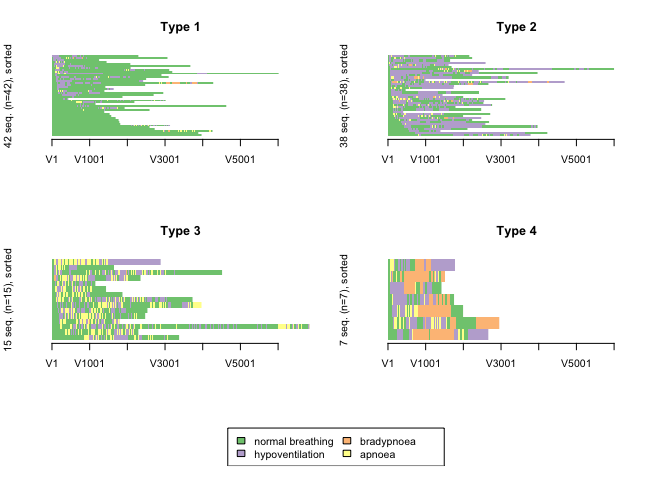 Type 1
Type 2
42 seq. (n=42), sorted
38 seq. (n=38), sorted
V1 V1001 V3001 V5001
V1 V1001 V3001 V5001
Type 3
Type 4
15 seq. (n=15), sorted
7 seq. (n=7), sorted
V1 V1001 V3001 V5001
V1 V1001 V3001 V5001
normal breathing bradypnoea
hypoventilation apnoea